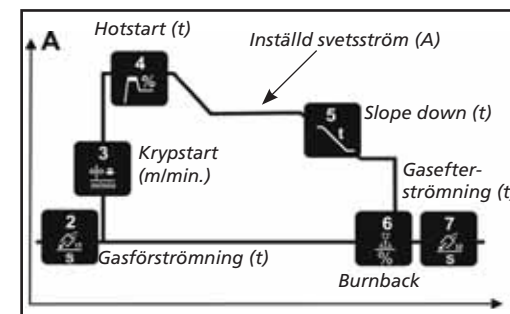 Hotstart (t)
A
4
%
Inställd svetsström (A)
5
t
Slope down (t)
3
Krypstart
(m/min.)
Gasefter-
strömning (t)
2
s
Gasförströmning (t)
6
%
7
s
Burnback